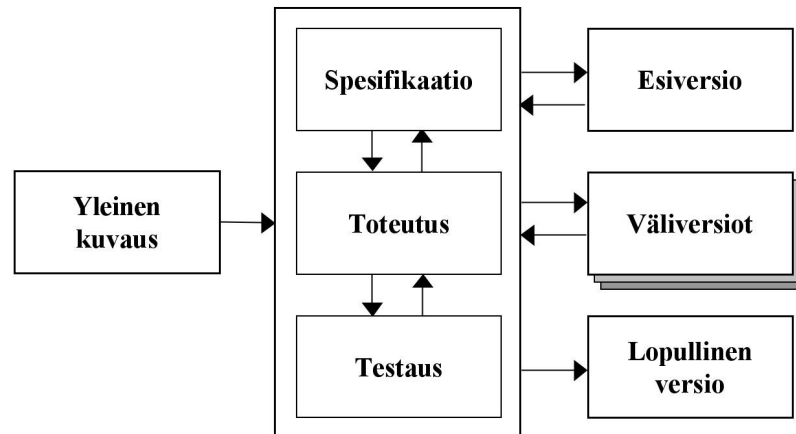 Spesifikaatio
Esiversio
Yleinen
kuvaus
Toteutus
Väliversiot
Testaus
Lopullinen
versio